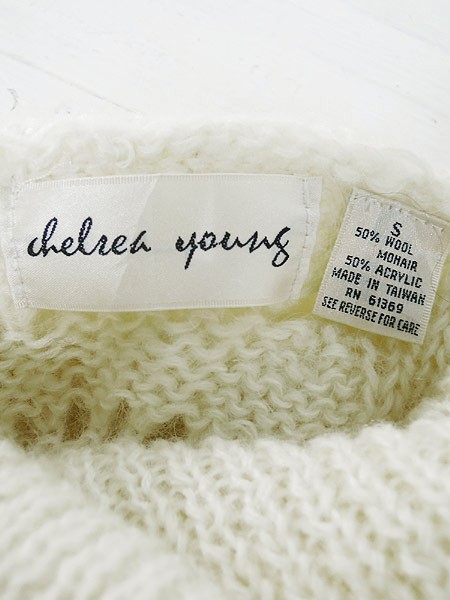 chelsea young
S
50% WOOL
MOHAIR
50% ACRYLIC
MADE IN TAIWAN
RN 61369
SEE REVERSE FOR CARE